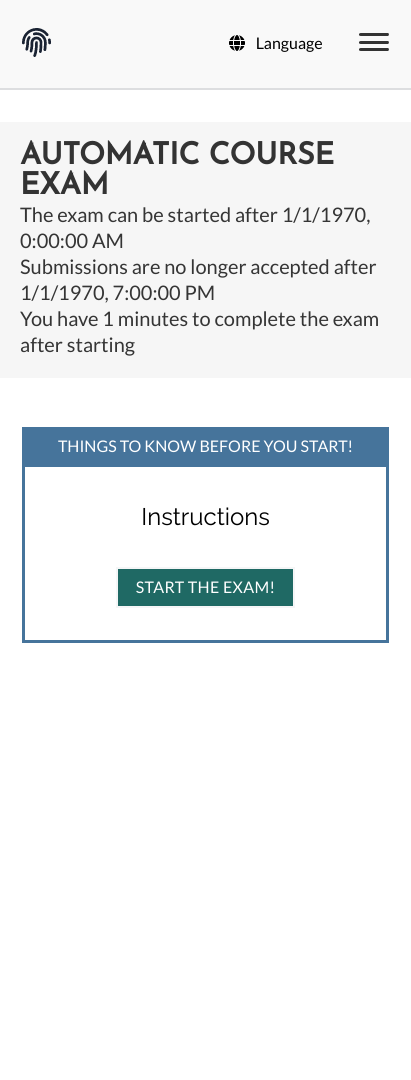 Language
AUTOMATIC COURSE
EXAM
The exam can be started after 1/1/1970,
0:00:00 AM
Submissions are no longer accepted after
1/1/1970, 7:00:00 PM
You have 1 minutes to complete the exam
after starting
THINGS TO KNOW BEFORE YOU START!
Instructions
START THE EXAM!